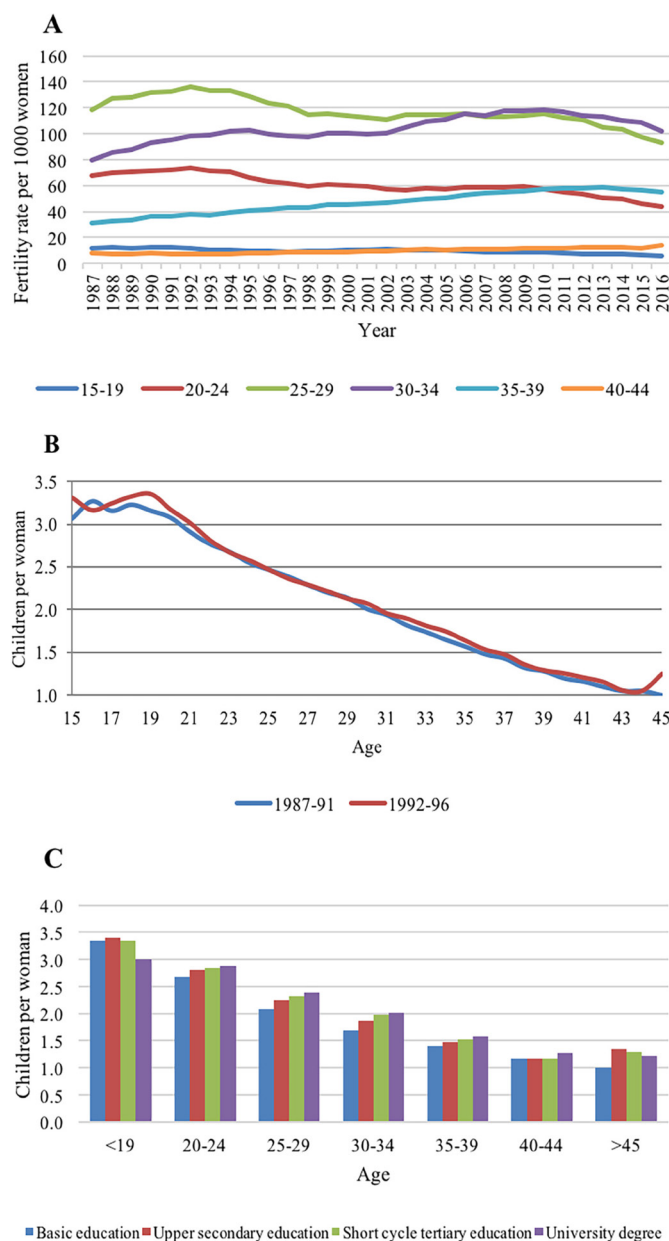 A
Fertility rate per 1000 women
160
140
120
100
80
60
40
20
0
1987 1988 1989 1990 1991 1992 1993 1994 1995 1996 1997 1998 1999 2000 2001 2002 2003 2004 2005 2006 2007 2008 2009 2010 2011 2012 2013 2014 2015 2016
Year
15-19 20-24 25-29 30-34 35-39 40-44
B
Children per woman
3.5
3.0
2.5
2.0
1.5
1.0
15 17 19 21 23 25 27 29 31 33 35 37 39 41 43 45
Age
1987-91 1992-96
C
Children per woman
4.0
3.5
3.0
2.5
2.0
1.5
1.0
0.5
0.0
<19 20-24 25-29 30-34 35-39 40-44 >45
Age
Basic education Upper secondary education Short cycle tertiary education University degree